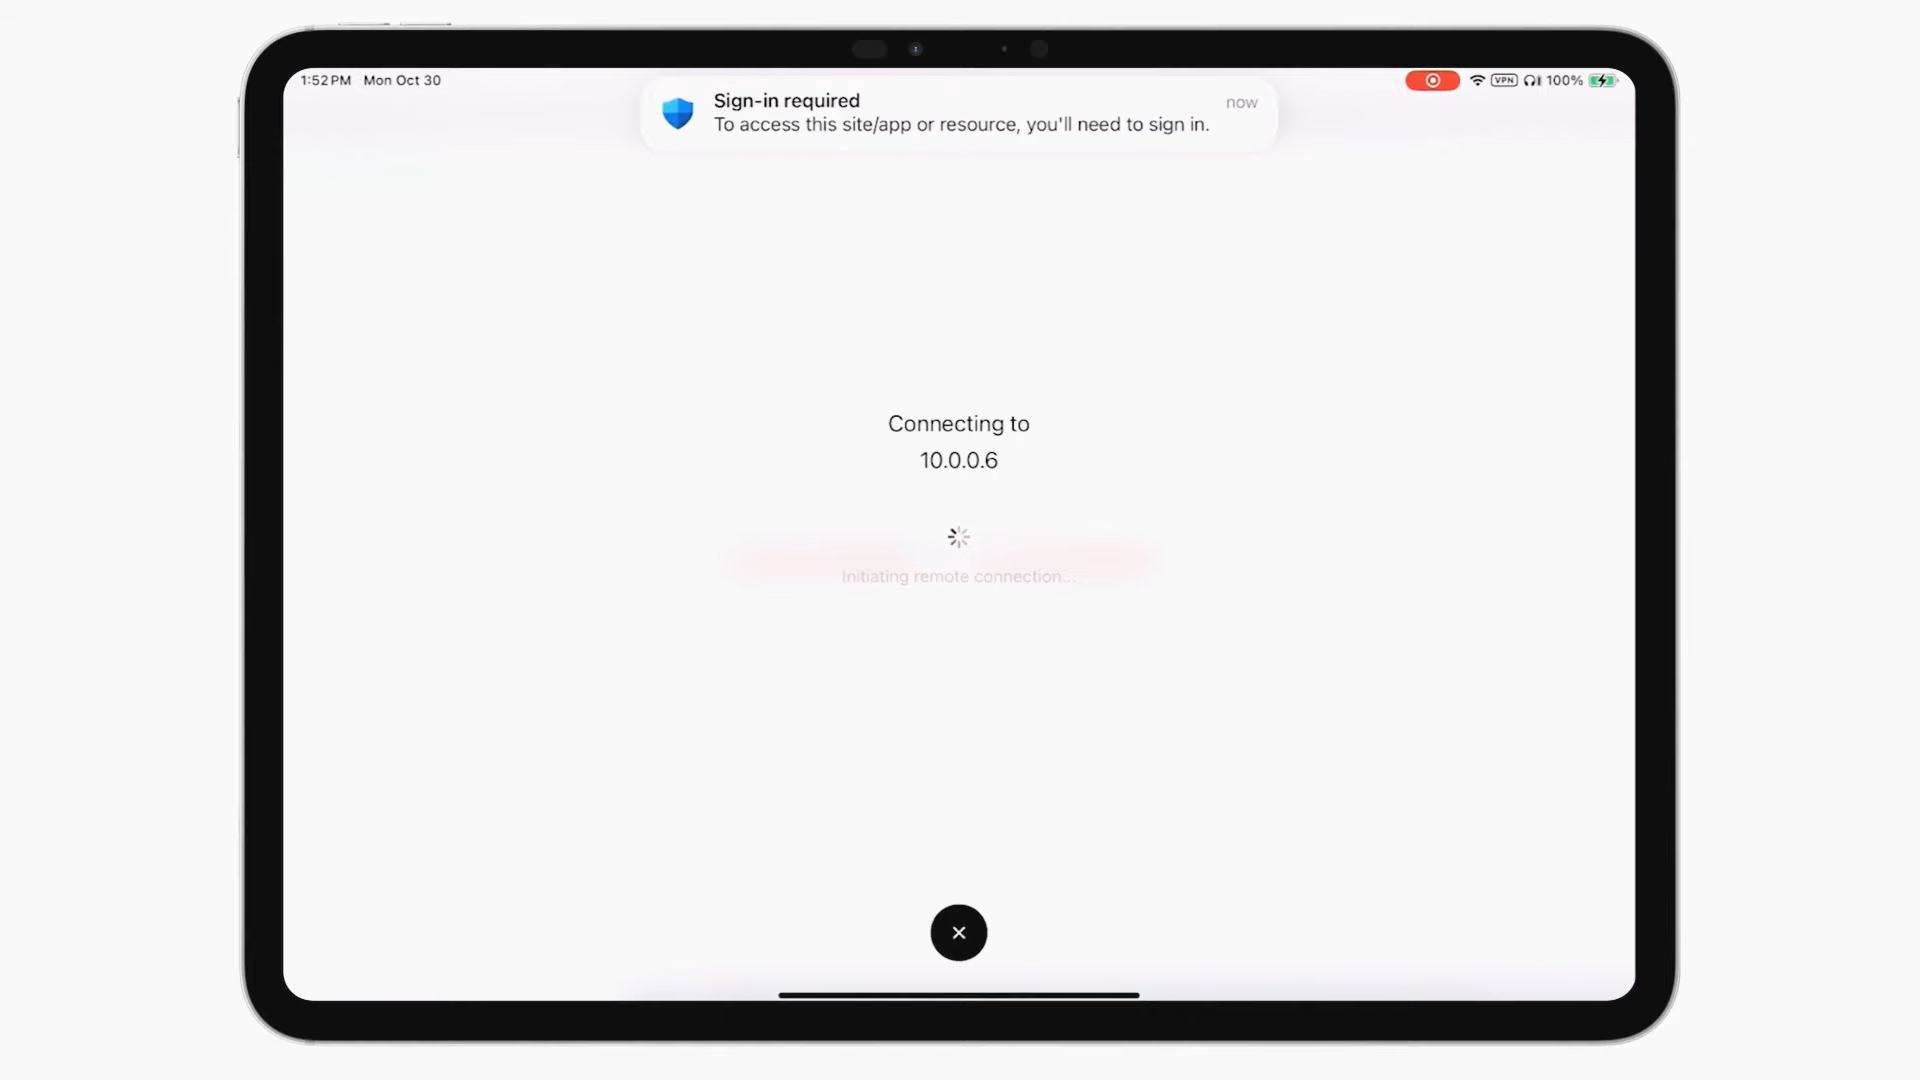 1:52 PM Mon Oct 30
VPN 100%
Sign-in required
now
To access this site/app or resource, you'll need to sign in.
Connecting to
10.0.0.6
Initiating remote connection...